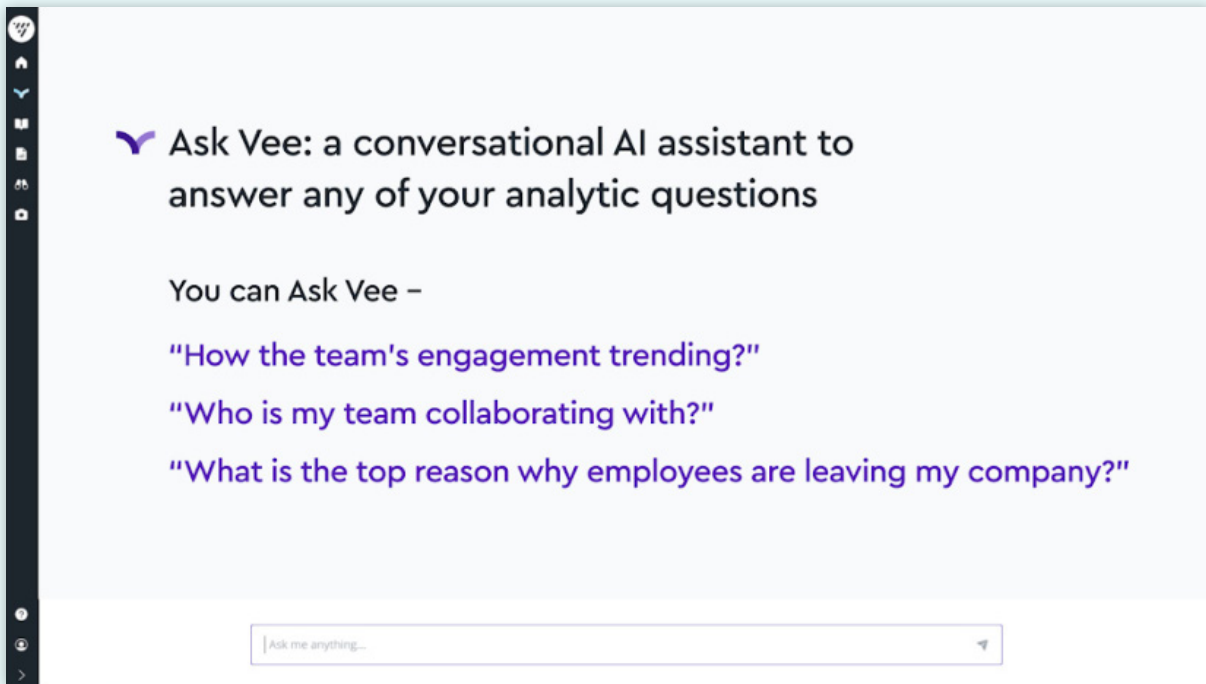 Ask Vee: a conversational AI assistant to
answer any of your analytic questions
You can Ask Vee –
“How the team's engagement trending?”
“Who is my team collaborating with?”
“What is the top reason why employees are leaving my company?”
Ask me anything...